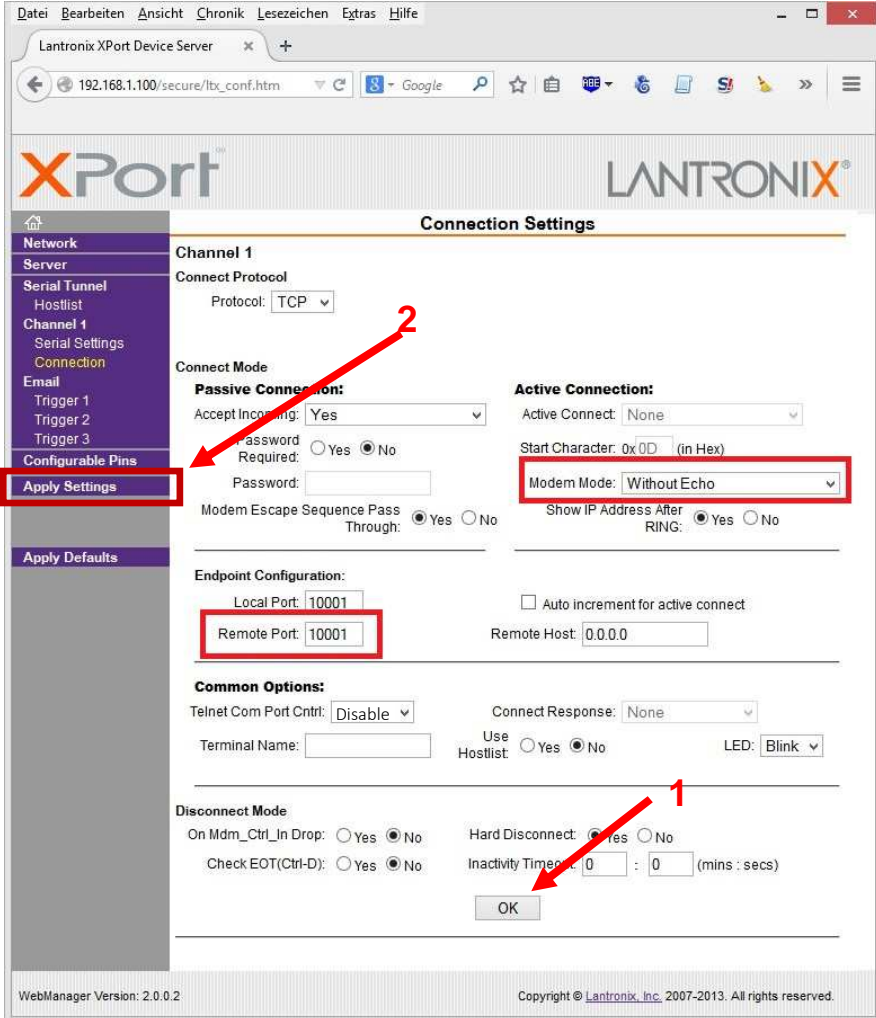 Datei Bearbeiten Ansicht Chronik Lesezeichen Extras Hilfe
Lantronix XPort Device Server × +
192.168.1.100/secure/ltx_conf.htm 8 Google ABE S! »
XPort LANTRONIX®
Connection Settings
Network
Server
Serial Tunnel
Hostlist
Channel 1
Serial Settings
Connection
Email
Trigger 1
Trigger 2
Trigger 3
Configurable Pins
Apply Settings
Apply Defaults
Channel 1
Connect Protocol
Protocol: TCP
2
Connect Mode
Passive Connection: Active Connection:
Accept Incoming: Yes Active Connect: None
Password Required: Yes No Start Character: 0x 0D (in Hex)
Password: Modem Mode: Without Echo
Modem Escape Sequence Pass Through: Yes No Show IP Address After RING: Yes No
Endpoint Configuration:
Local Port: 10001 Auto increment for active connect
Remote Port: 10001 Remote Host: 0.0.0.0
Common Options:
Telnet Com Port Cntrl: Disable Connect Response: None
Terminal Name: Use Hostlist: Yes No LED: Blink
1
Disconnect Mode
On Mdm_Ctrl_In Drop: Yes No Hard Disconnect: Yes No
Check EOT(Ctrl-D): Yes No Inactivity Timeout: 0 : 0 (mins : secs)
OK
WebManager Version: 2.0.0.2 Copyright © Lantronix, Inc. 2007-2013. All rights reserved.